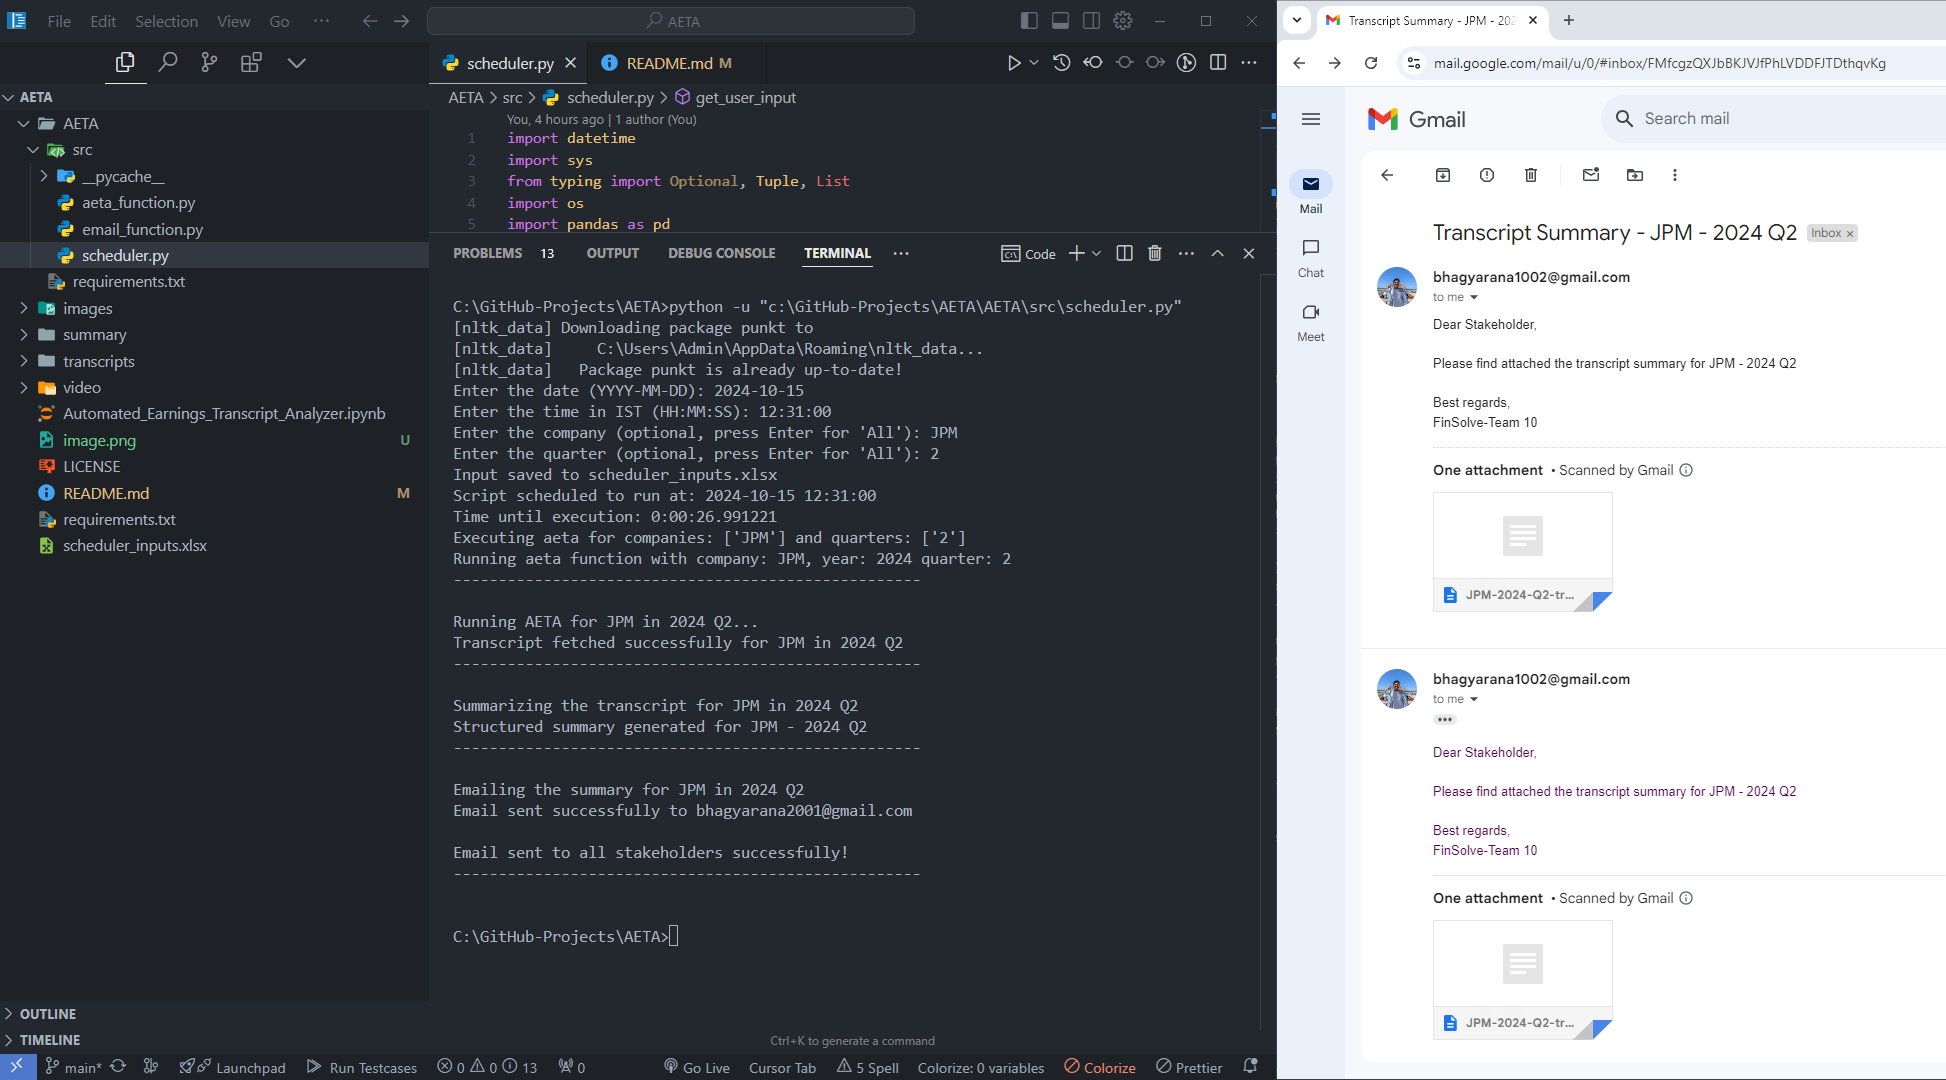 File Edit Selection View Go ··· AETA
AETA
AETA
src
__pycache__
aeta_function.py
email_function.py
scheduler.py
requirements.txt
images
summary
transcripts
video
Automated_Earnings_Transcript_Analyzer.ipynb
image.png U
LICENSE
README.md M
requirements.txt
scheduler_inputs.xlsx
OUTLINE
TIMELINE
scheduler.py README.md M
AETA > src > scheduler.py > get_user_input
You, 4 hours ago | 1 author (You)
1 import datetime
2 import sys
3 from typing import Optional, Tuple, List
4 import os
5 import pandas as pd
PROBLEMS 13 OUTPUT DEBUG CONSOLE TERMINAL ··· Code
C:\GitHub-Projects\AETA>python -u "c:\GitHub-Projects\AETA\AETA\src\scheduler.py"
[nltk_data] Downloading package punkt to
[nltk_data]     C:\Users\Admin\AppData\Roaming\nltk_data...
[nltk_data]   Package punkt is already up-to-date!
Enter the date (YYYY-MM-DD): 2024-10-15
Enter the time in IST (HH:MM:SS): 12:31:00
Enter the company (optional, press Enter for 'All'): JPM
Enter the quarter (optional, press Enter for 'All'): 2
Input saved to scheduler_inputs.xlsx
Script scheduled to run at: 2024-10-15 12:31:00
Time until execution: 0:00:26.991221
Executing aeta for companies: ['JPM'] and quarters: ['2']
Running aeta function with company: JPM, year: 2024 quarter: 2
----------------------------------------------------
Running AETA for JPM in 2024 Q2...
Transcript fetched successfully for JPM in 2024 Q2
----------------------------------------------------
Summarizing the transcript for JPM in 2024 Q2
Structured summary generated for JPM - 2024 Q2
----------------------------------------------------
Emailing the summary for JPM in 2024 Q2
Email sent successfully to bhagyarana2001@gmail.com
Email sent to all stakeholders successfully!
----------------------------------------------------
C:\GitHub-Projects\AETA>
Ctrl+K to generate a command
main* Launchpad Run Testcases 0 0 13 0 Go Live Cursor Tab 5 Spell Colorize: 0 variables Colorize Prettier
Transcript Summary - JPM - 202
mail.google.com/mail/u/0/#inbox/FMfcgzQXJbBKJVJfPhLVDDFJTDthqvKg
Gmail Search mail
Mail
Chat
Meet
Transcript Summary - JPM - 2024 Q2 Inbox x
bhagyarana1002@gmail.com
to me
Dear Stakeholder,
Please find attached the transcript summary for JPM - 2024 Q2
Best regards,
FinSolve-Team 10
One attachment • Scanned by Gmail
JPM-2024-Q2-tr...
bhagyarana1002@gmail.com
to me
•••
Dear Stakeholder,
Please find attached the transcript summary for JPM - 2024 Q2
Best regards,
FinSolve-Team 10
One attachment • Scanned by Gmail
JPM-2024-Q2-tr...